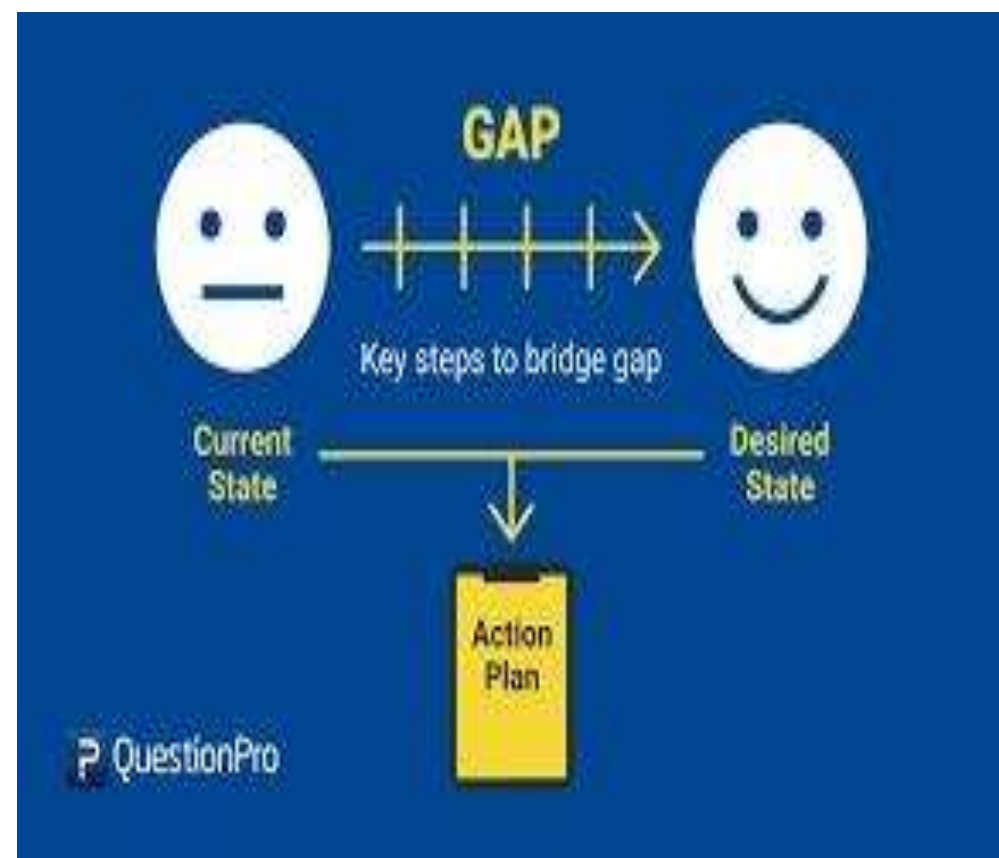 GAP
Key steps to bridge gap
Current
State
Desired
State
Action
Plan
QuestionPro